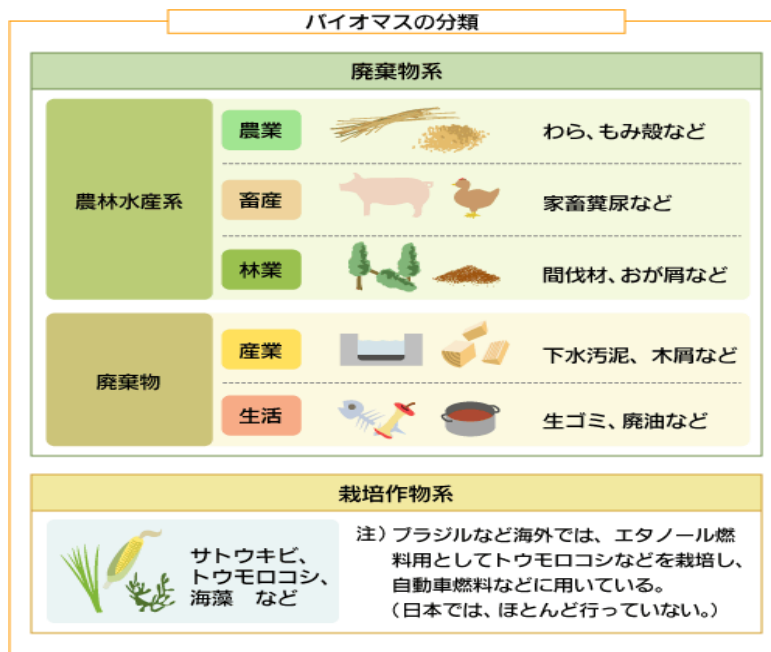 バイオマスの分類
廃棄物系
農林水産系
農業
わら、もみ殻など
畜産
家畜糞尿など
林業
間伐材、おが屑など
廃棄物
産業
下水汚泥、木屑など
生活
生ゴミ、廃油など
栽培作物系
サトウキビ、
トウモロコシ、
海藻　など
注）ブラジルなど海外では、エタノール燃
料用としてトウモロコシなどを栽培し、
自動車燃料などに用いている。
（日本では、ほとんど行っていない。）